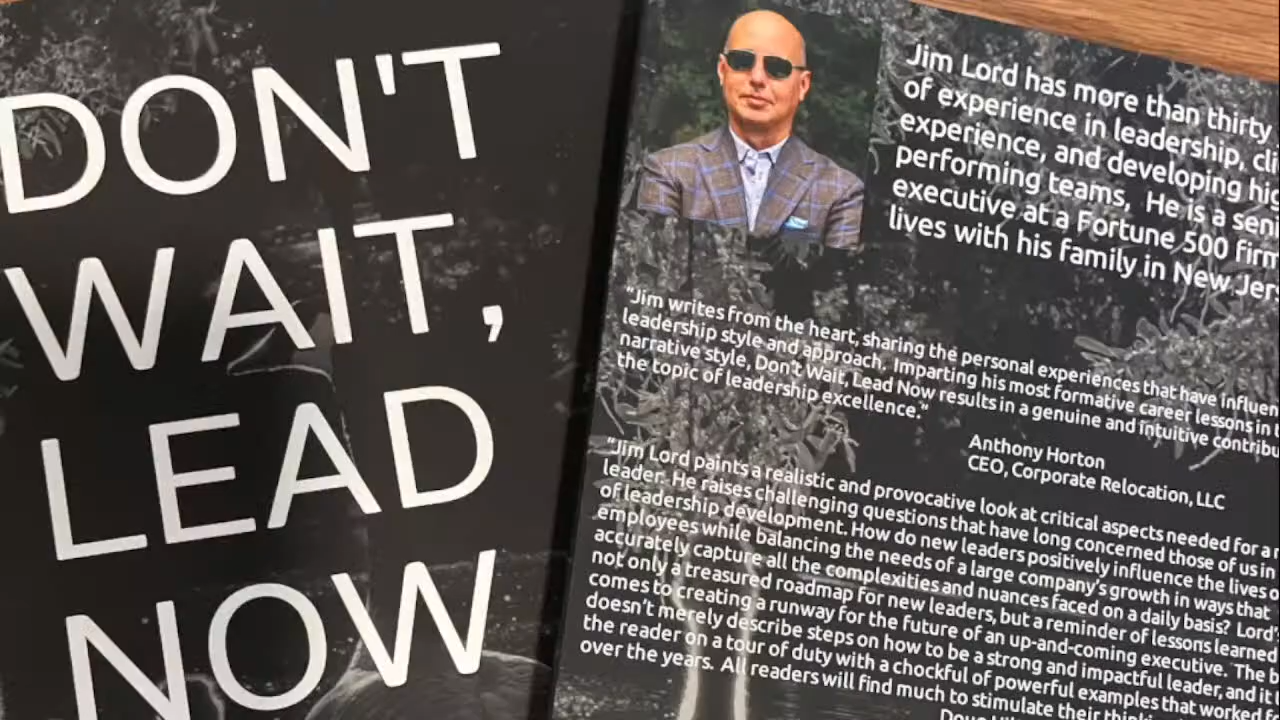 DON'T
WAIT,
LEAD
NOW
Jim Lord has more than thirty
of experience in leadership, cli
experience, and developing hig
performing teams, He is a seni
executive at a Fortune 500 firm
lives with his family in New Jer
"Jim writes from the heart, sharing the personal experiences that have influen
leadership style and approach. Imparting his most formative career lessons in t
narrative style, Don't Wait, Lead Now results in a genuine and intuitive contribu
the topic of leadership excellence."
Anthony Horton
CEO, Corporate Relocation, LLC
"Jim Lord paints a realistic and provocative look at critical aspects needed for a n
leader. He raises challenging questions that have long concerned those of us in
of leadership development. How do new leaders positively influence the lives o
employees while balancing the needs of a large company's growth in ways that
accurately capture all the complexities and nuances faced on a daily basis? Lord'
not only a treasured roadmap for new leaders, but a reminder of lessons learned
comes to creating a runway for the future of an up-and-coming executive. The b
doesn't merely describe steps on how to be a strong and impactful leader, and it l
the reader on a tour of duty with a chockful of powerful examples that worked f
over the years. All readers will find much to stimulate their think